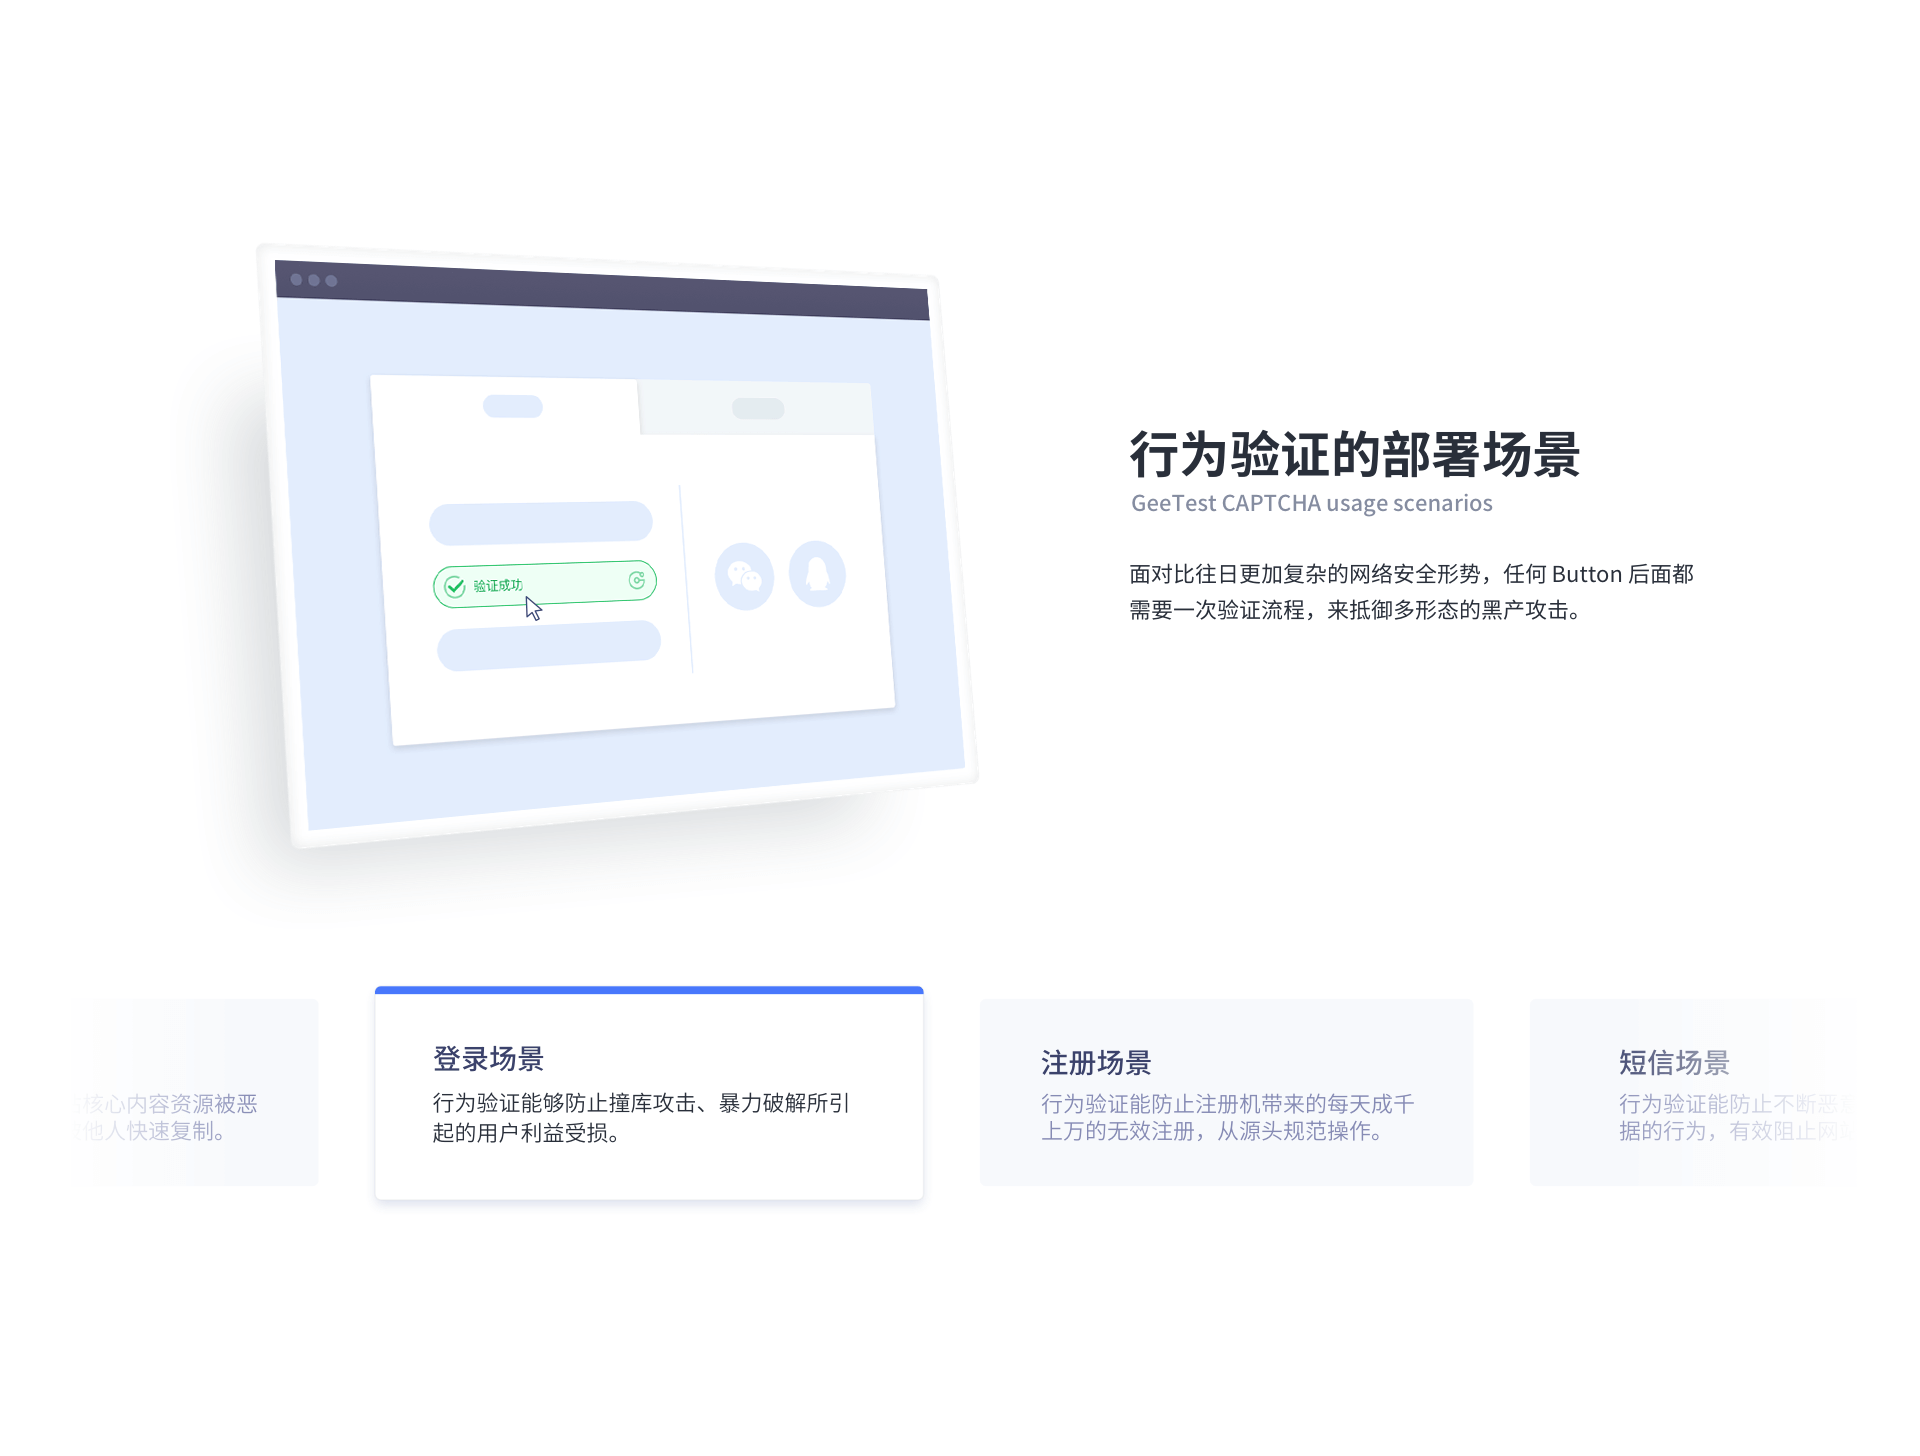 验证成功
行为验证的部署场景
GeeTest CAPTCHA usage scenarios
面对比往日更加复杂的网络安全形势，任何 Button 后面都
需要一次验证流程，来抵御多形态的黑产攻击。
核心内容资源被恶
他人快速复制。
登录场景
行为验证能够防止撞库攻击、暴力破解所引
起的用户利益受损。
注册场景
行为验证能防止注册机带来的每天成千
上万的无效注册，从源头规范操作。
短信场景
行为验证能防止不断恶
据的行为，有效阻止网